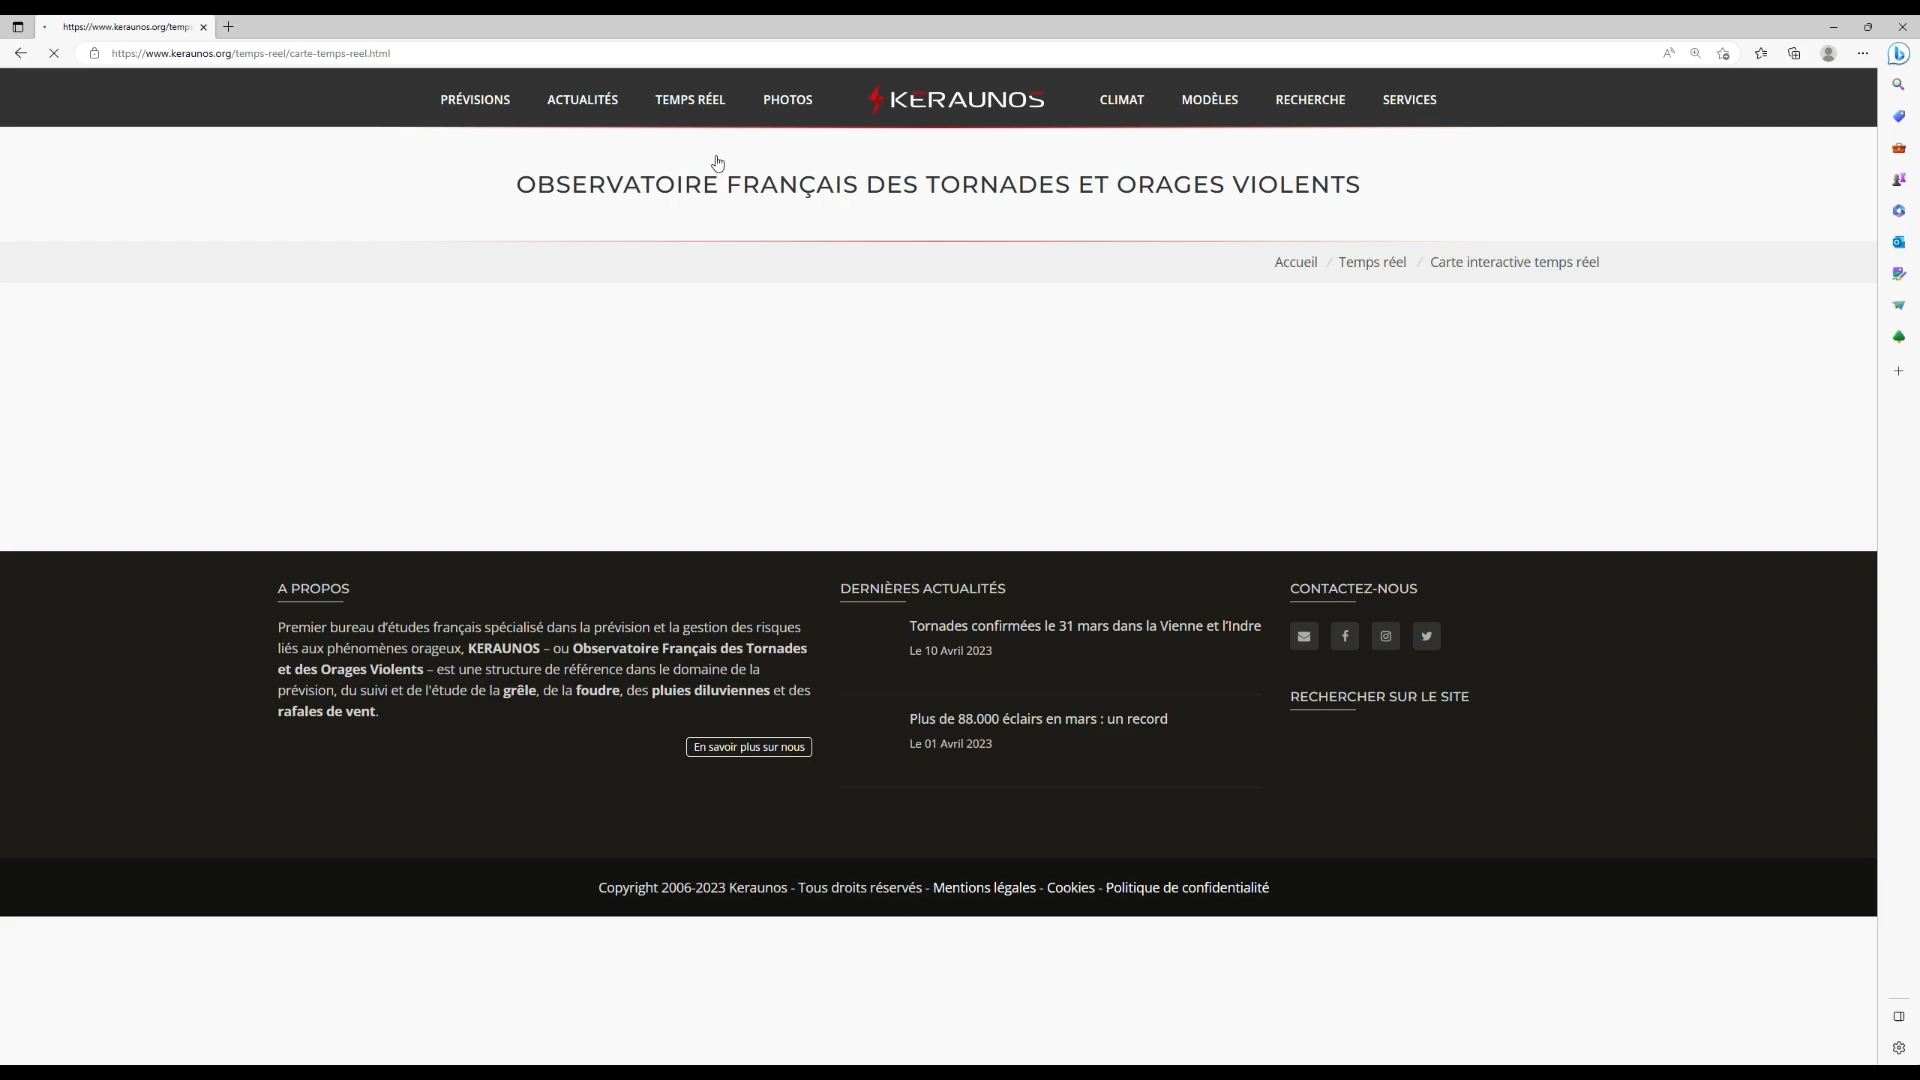 https://www.keraunos.org/temps
https://www.keraunos.org/temps-reel/carte-temps-reel.html
PRÉVISIONS ACTUALITÉS TEMPS RÉEL PHOTOS KERAUNOS CLIMAT MODÈLES RECHERCHE SERVICES
OBSERVATOIRE FRANÇAIS DES TORNADES ET ORAGES VIOLENTS
Accueil / Temps réel / Carte interactive temps réel
A PROPOS
Premier bureau d'études français spécialisé dans la prévision et la gestion des risques
liés aux phénomènes orageux, KERAUNOS – ou Observatoire Français des Tornades
et des Orages Violents – est une structure de référence dans le domaine de la
prévision, du suivi et de l'étude de la grêle, de la foudre, des pluies diluviennes et des
rafales de vent.
En savoir plus sur nous
DERNIÈRES ACTUALITÉS
Tornades confirmées le 31 mars dans la Vienne et l'Indre
Le 10 Avril 2023
Plus de 88.000 éclairs en mars : un record
Le 01 Avril 2023
CONTACTEZ-NOUS
RECHERCHER SUR LE SITE
Copyright 2006-2023 Keraunos - Tous droits réservés - Mentions légales - Cookies - Politique de confidentialité